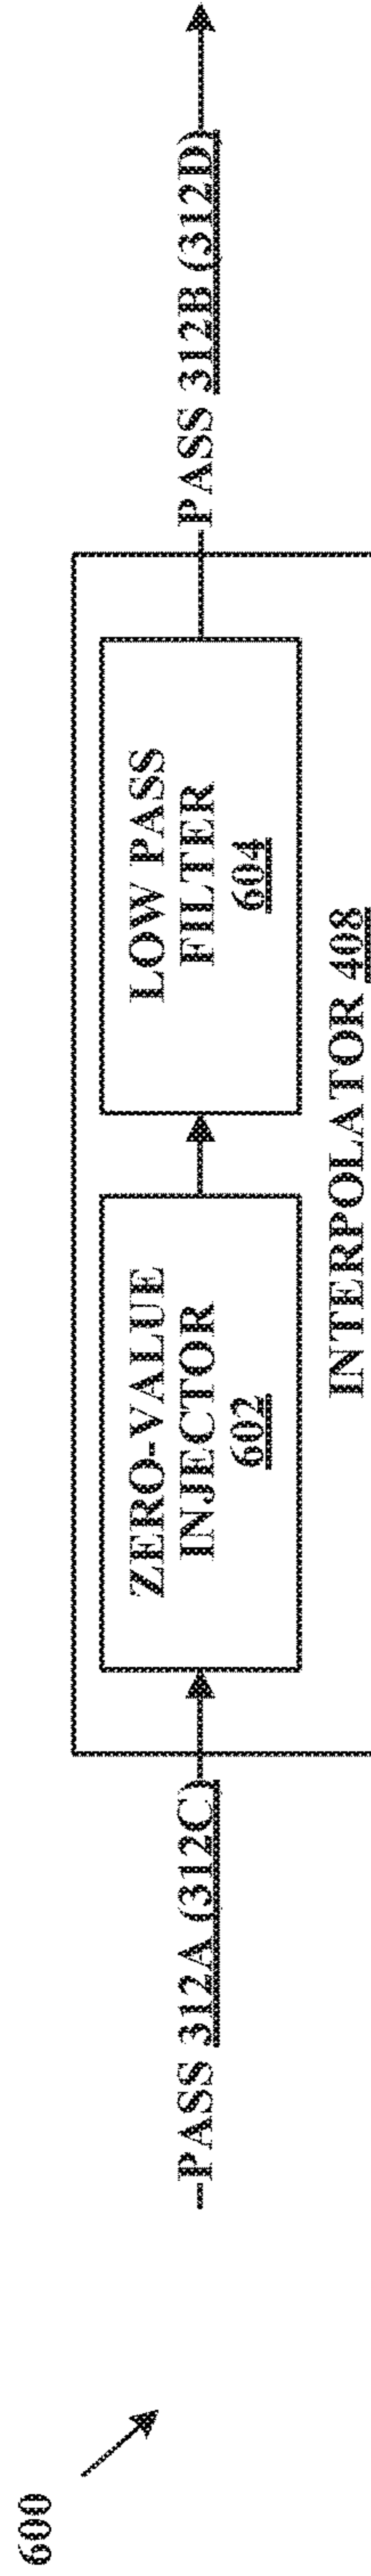 600
PASS 312A (312C)
ZERO-VALUE
INJECTOR
602
LOW PASS
FILTER
604
INTERPOLATOR 408
PASS 312B (312D)